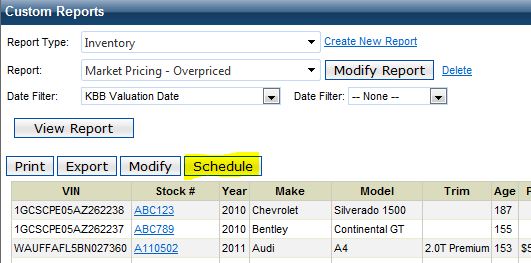 Custom Reports
Report Type: Inventory Create New Report
Report: Market Pricing - Overpriced Modify Report Delete
Date Filter: KBB Valuation Date Date Filter: -- None --
View Report
Print Export Modify Schedule
VIN Stock # Year Make Model Trim Age
1GCSCPE05AZ262238 ABC123 2010 Chevrolet Silverado 1500 187
1GCSCPE05AZ262237 ABC789 2010 Bentley Continental GT 155
WAUFFAFL5BN027360 A110502 2011 Audi A4 2.0T Premium 153